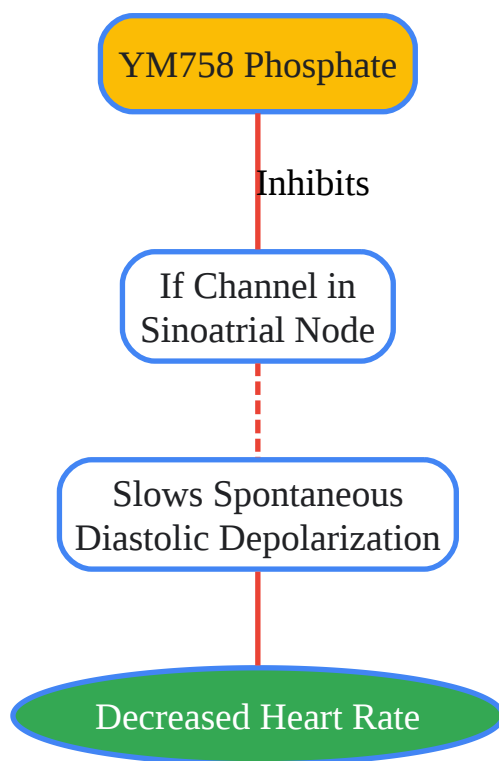 YM758 Phosphate
Inhibits
If Channel in
Sinoatrial Node
Slows Spontaneous
Diastolic Depolarization
Decreased Heart Rate